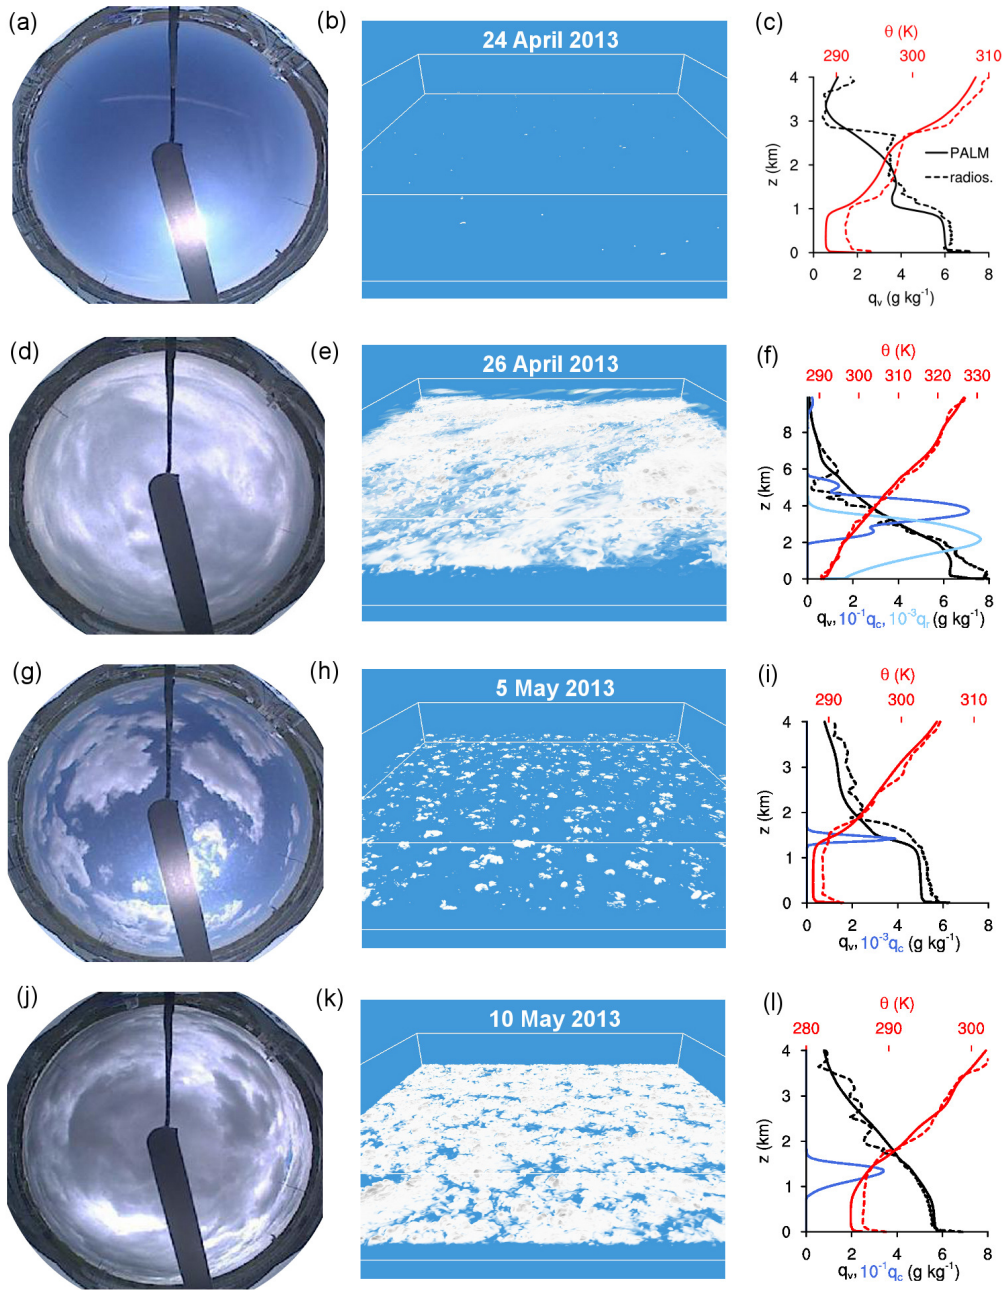 (a)
(b)
24 April 2013
(c)
θ (K)
290 300 310
4
3
2
1
0
z (km)
PALM
radios.
0 2 4 6 8
qᵥ (g kg⁻¹)
(d)
(e)
26 April 2013
(f)
θ (K)
290 300 310 320 330
8
6
4
2
0
z (km)
0 2 4 6 8
qᵥ, 10⁻¹q꜀, 10⁻³qᵣ (g kg⁻¹)
(g)
(h)
5 May 2013
(i)
θ (K)
290 300 310
4
3
2
1
0
z (km)
0 2 4 6 8
qᵥ, 10⁻³q꜀ (g kg⁻¹)
(j)
(k)
10 May 2013
(l)
θ (K)
280 290 300
4
3
2
1
0
z (km)
0 2 4 6 8
qᵥ, 10⁻¹q꜀ (g kg⁻¹)